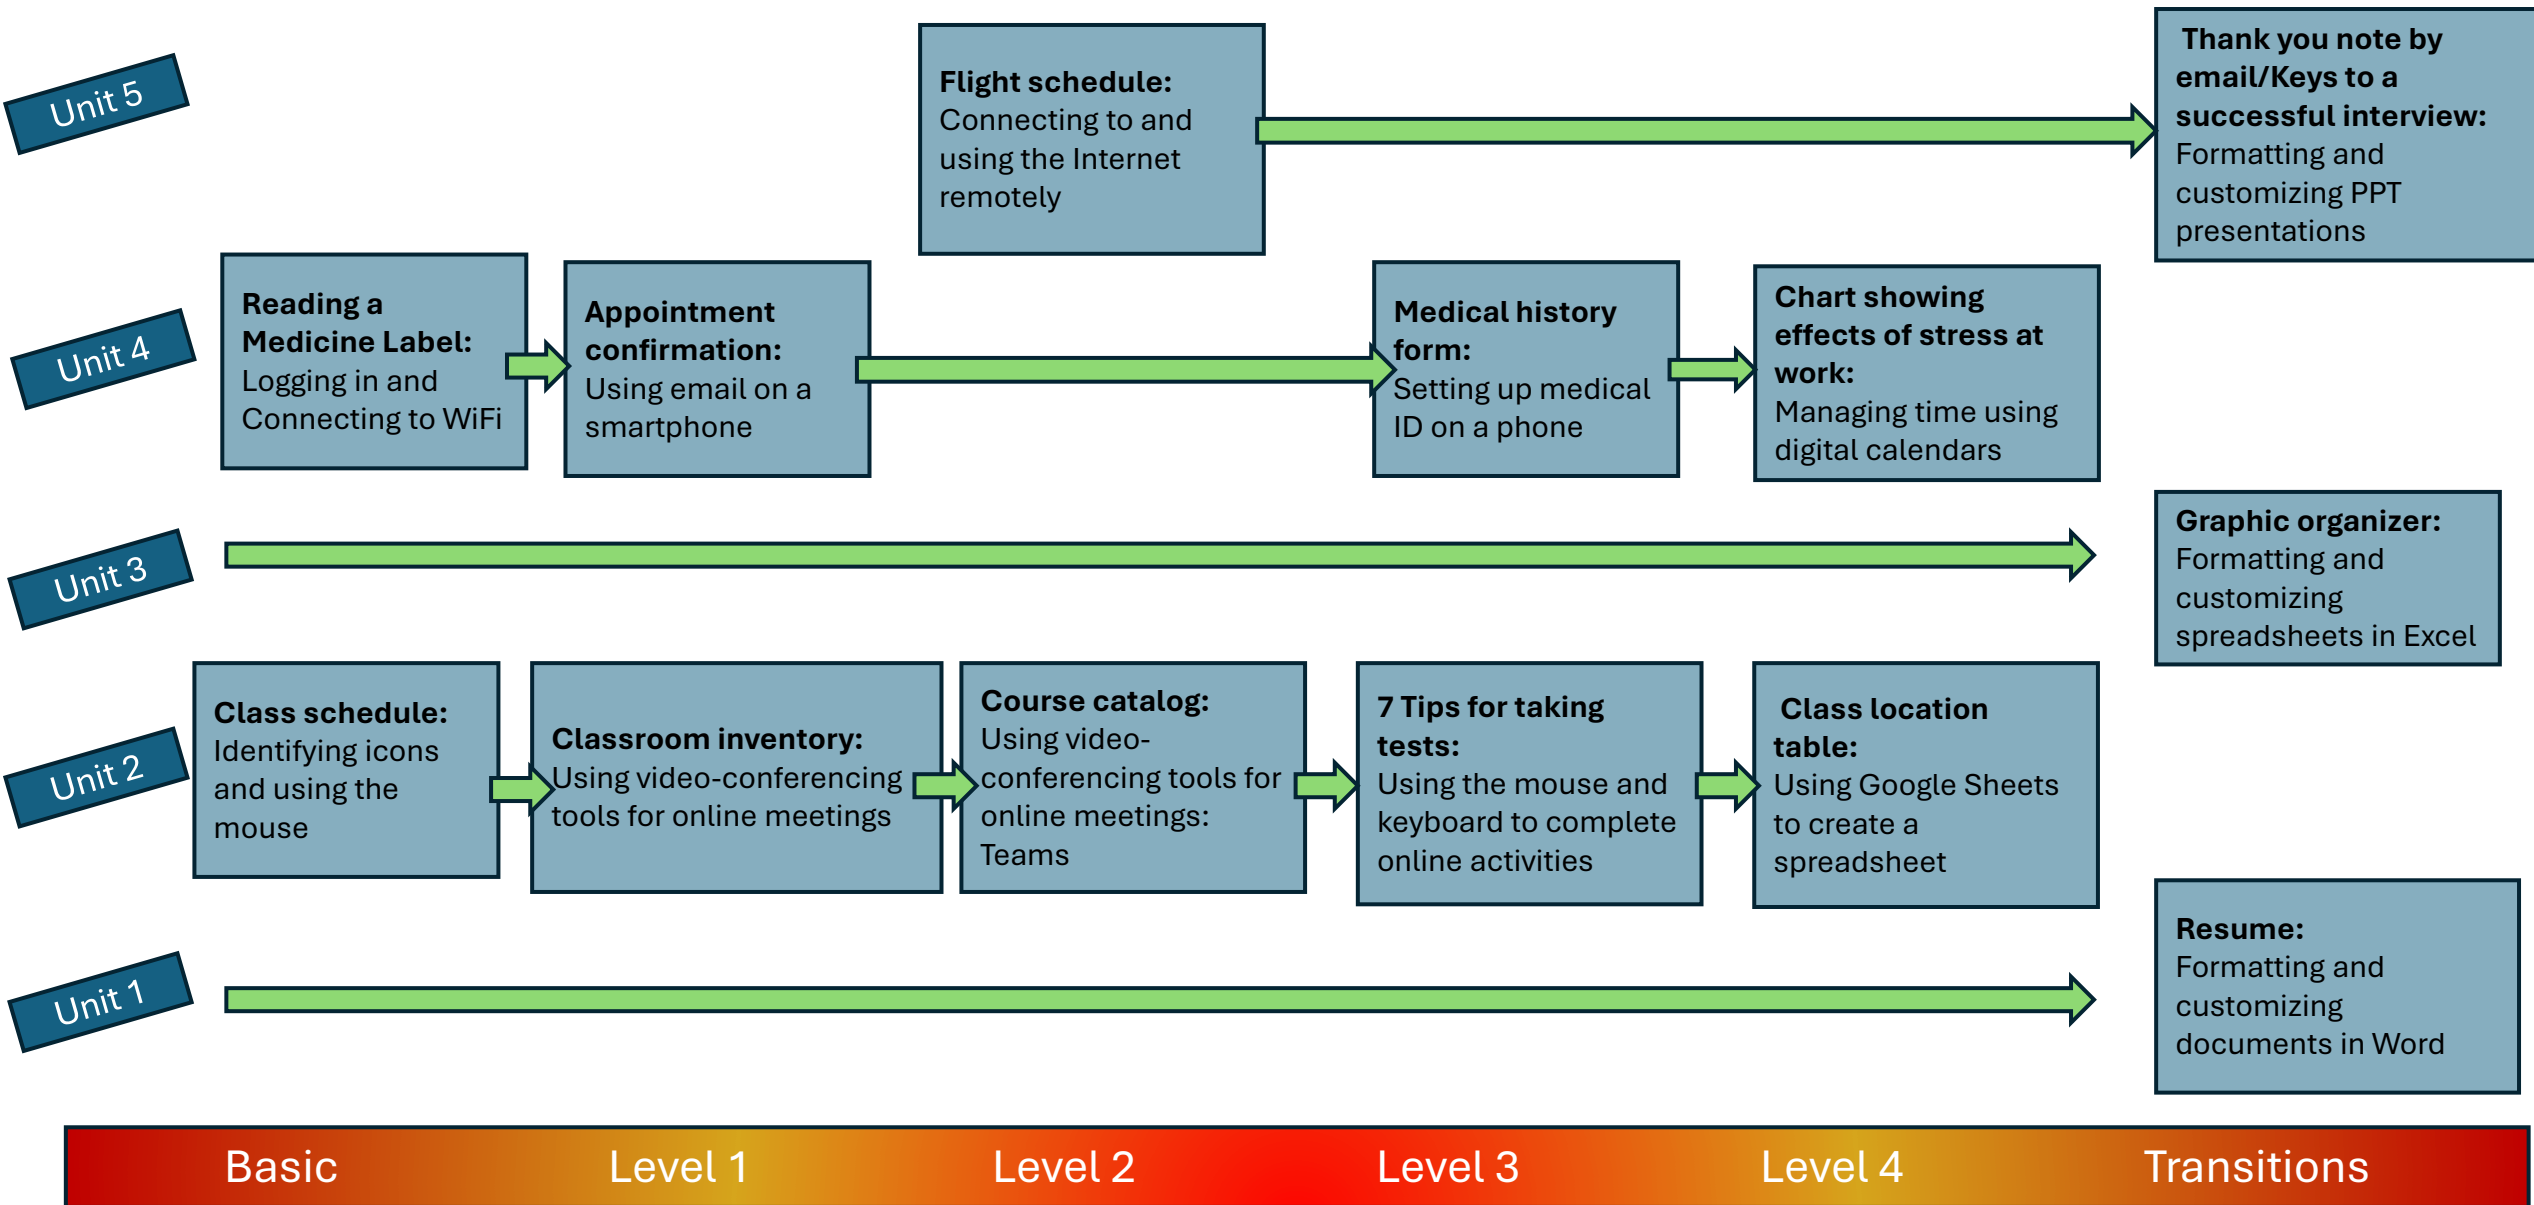 Unit 5
Flight schedule:
Connecting to and
using the Internet
remotely
Thank you note by
email/Keys to a
successful interview:
Formatting and
customizing PPT
presentations
Unit 4
Reading a
Medicine Label:
Logging in and
Connecting to WiFi
Appointment
confirmation:
Using email on a
smartphone
Medical history
form:
Setting up medical
ID on a phone
Chart showing
effects of stress at
work:
Managing time using
digital calendars
Unit 3
Graphic organizer:
Formatting and
customizing
spreadsheets in Excel
Unit 2
Class schedule:
Identifying icons
and using the
mouse
Classroom inventory:
Using video-conferencing
tools for online meetings
Course catalog:
Using video-
conferencing tools for
online meetings:
Teams
7 Tips for taking
tests:
Using the mouse and
keyboard to complete
online activities
Class location
table:
Using Google Sheets
to create a
spreadsheet
Unit 1
Resume:
Formatting and
customizing
documents in Word
Basic
Level 1
Level 2
Level 3
Level 4
Transitions